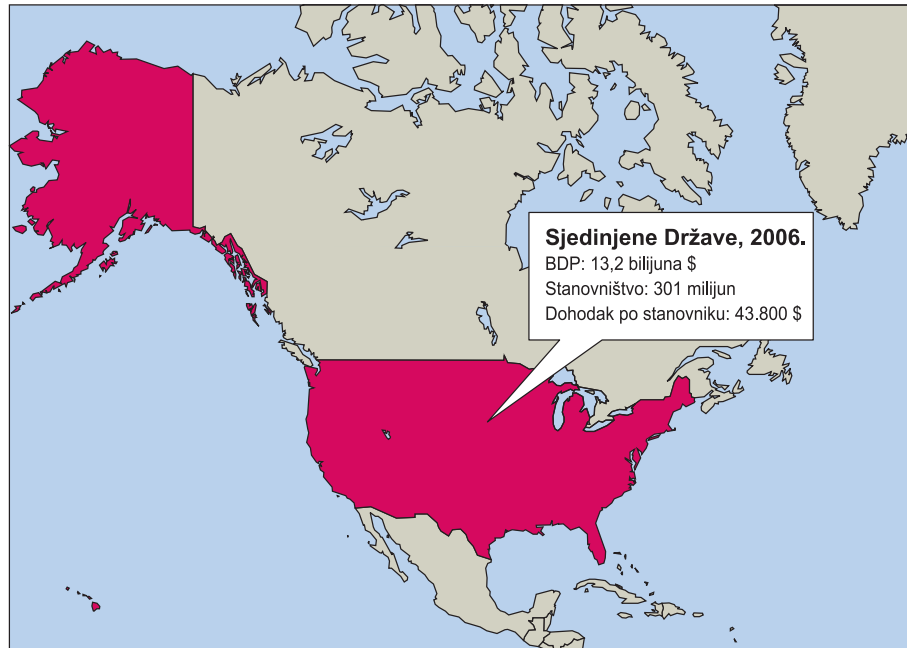 Sjedinjene Države, 2006.
BDP: 13,2 bilijuna $
Stanovništvo: 301 milijun
Dohodak po stanovniku: 43.800 $